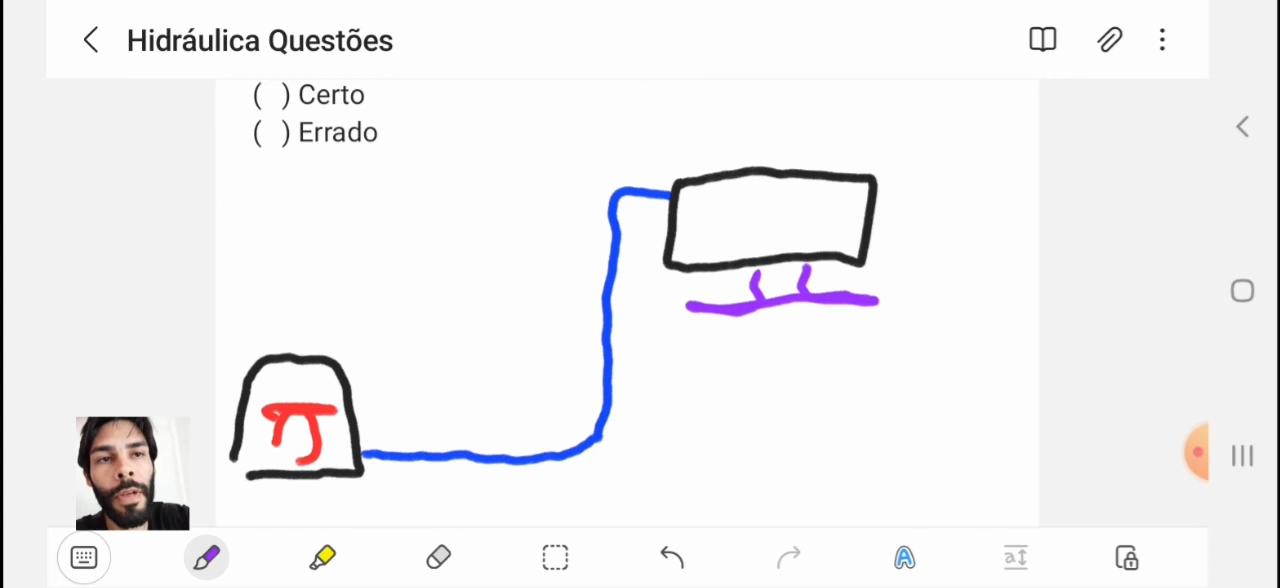 Hidráulica Questões
( ) Certo
( ) Errado
π